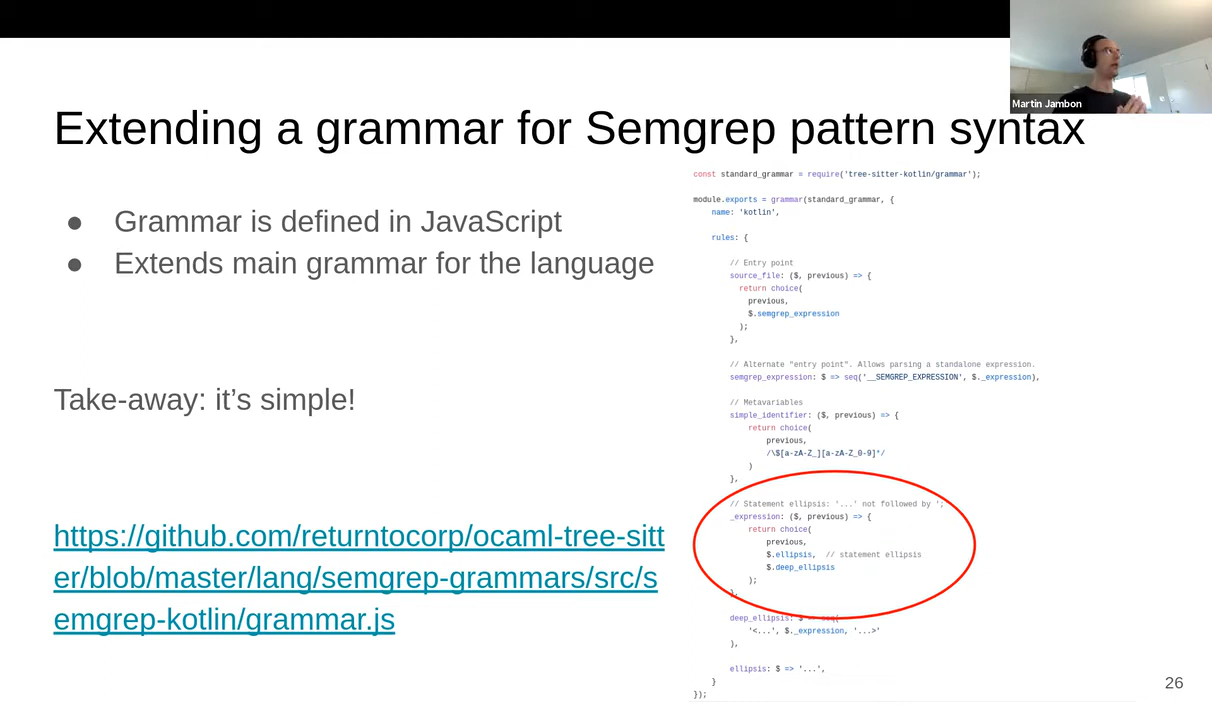 Martin Jambon
Extending a grammar for Semgrep pattern syntax
● Grammar is defined in JavaScript
● Extends main grammar for the language
Take-away: it’s simple!
https://github.com/returntocorp/ocaml-tree-sitt
er/blob/master/lang/semgrep-grammars/src/s
emgrep-kotlin/grammar.js
const standard_grammar = require('tree-sitter-kotlin/grammar');
module.exports = grammar(standard_grammar, {
name: 'kotlin',
rules: {
// Entry point
source_file: ($, previous) => {
return choice(
previous,
$.semgrep_expression
);
},
// Alternate "entry point". Allows parsing a standalone expression.
semgrep_expression: $ => seq('__SEMGREP_EXPRESSION', $._expression),
// Metavariables
simple_identifier: ($, previous) => {
return choice(
previous,
/\$[a-zA-Z_][a-zA-Z_0-9]*/
)
},
// Statement ellipsis: '...' not followed by ';'
_expression: ($, previous) => {
return choice(
previous,
$.ellipsis, // statement ellipsis
$.deep_ellipsis
);
},
deep_ellipsis: $ => seq(
'<...', $._expression, '...>'
),
ellipsis: $ => '...',
}
});
26